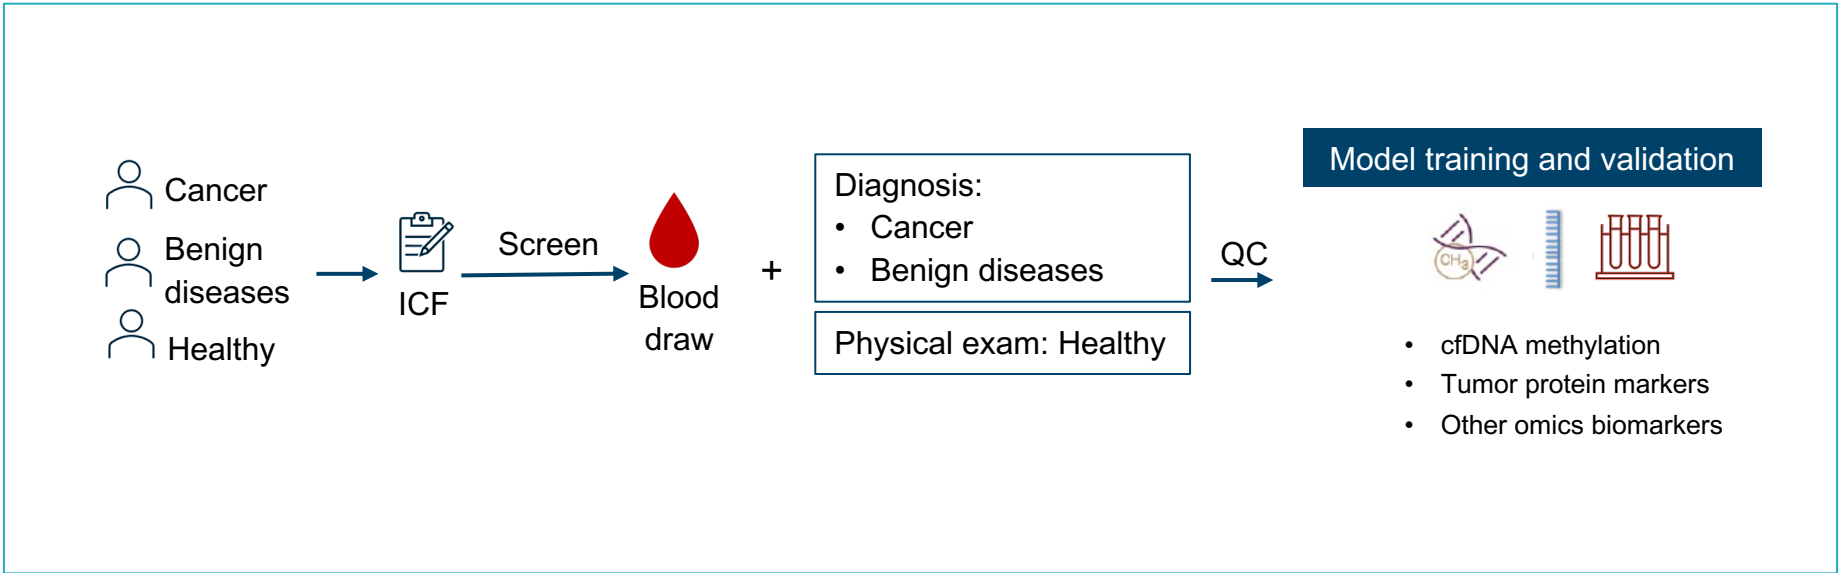 Cancer
Benign
diseases
Healthy
ICF
Screen
Blood
draw
+
Diagnosis:
• Cancer
• Benign diseases
Physical exam: Healthy
QC
Model training and validation
CH3
• cfDNA methylation
• Tumor protein markers
• Other omics biomarkers